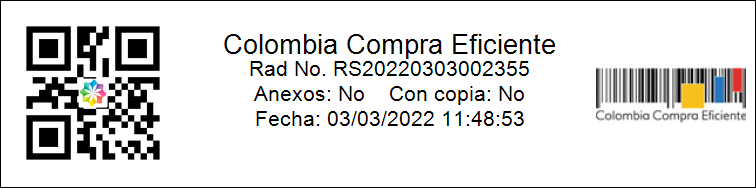 Colombia Compra Eficiente
Rad No. RS20220303002355
Anexos: No    Con copia: No
Fecha: 03/03/2022 11:48:53
Colombia Compra Eficiente